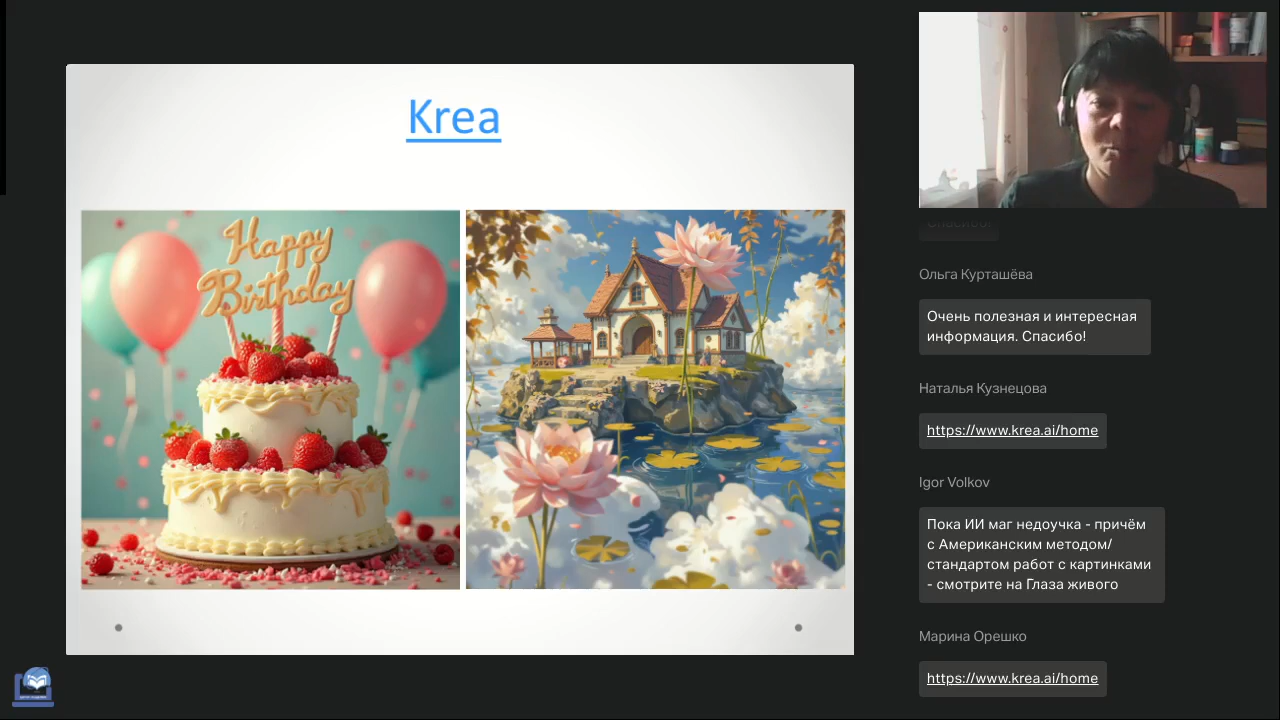 Krea
Happy
Birthday
Спасибо!
Ольга Курташёва
Очень полезная и интересная
информация. Спасибо!
Наталья Кузнецова
https://www.krea.ai/home
Igor Volkov
Пока ИИ маг недоучка - причём
с Американским методом/
стандартом работ с картинками
- смотрите на Глаза живого
Марина Орешко
https://www.krea.ai/home